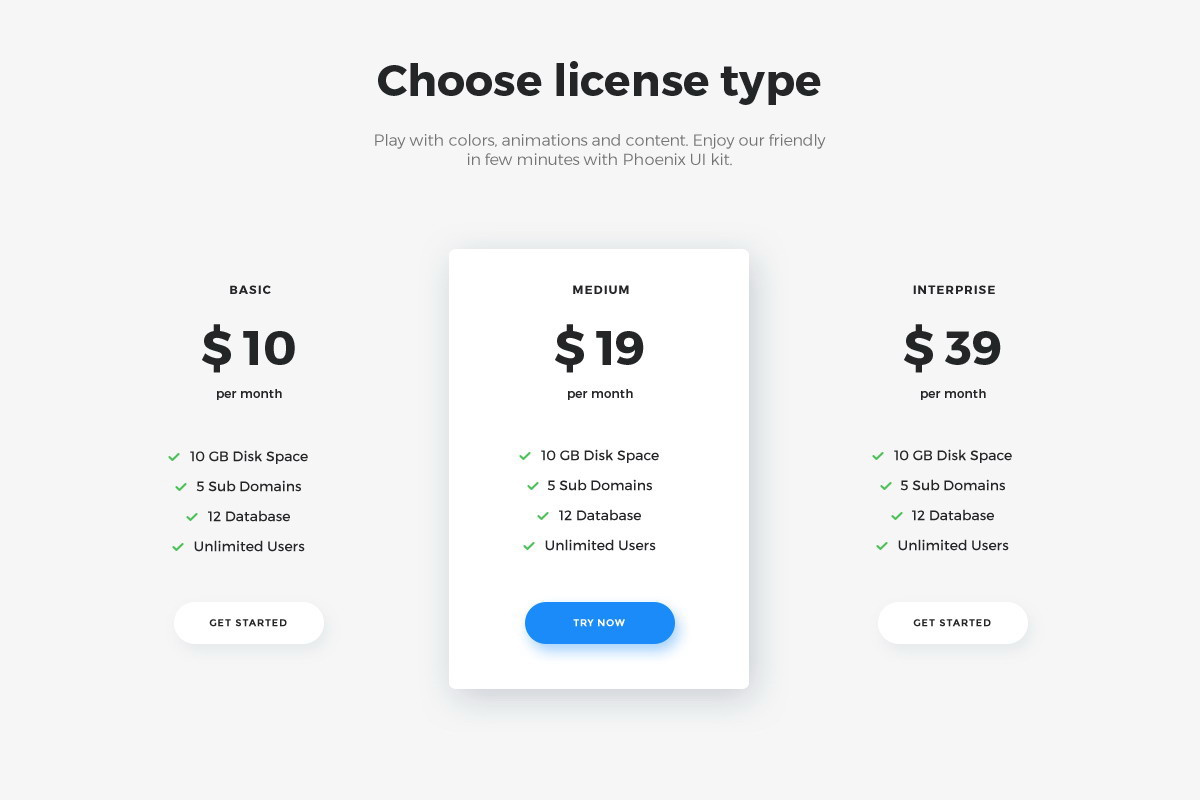 Choose license type
Play with colors, animations and content. Enjoy our friendly
in few minutes with Phoenix UI kit.
BASIC
$ 10
per month
10 GB Disk Space
5 Sub Domains
12 Database
Unlimited Users
GET STARTED
MEDIUM
$ 19
per month
10 GB Disk Space
5 Sub Domains
12 Database
Unlimited Users
TRY NOW
INTERPRISE
$ 39
per month
10 GB Disk Space
5 Sub Domains
12 Database
Unlimited Users
GET STARTED